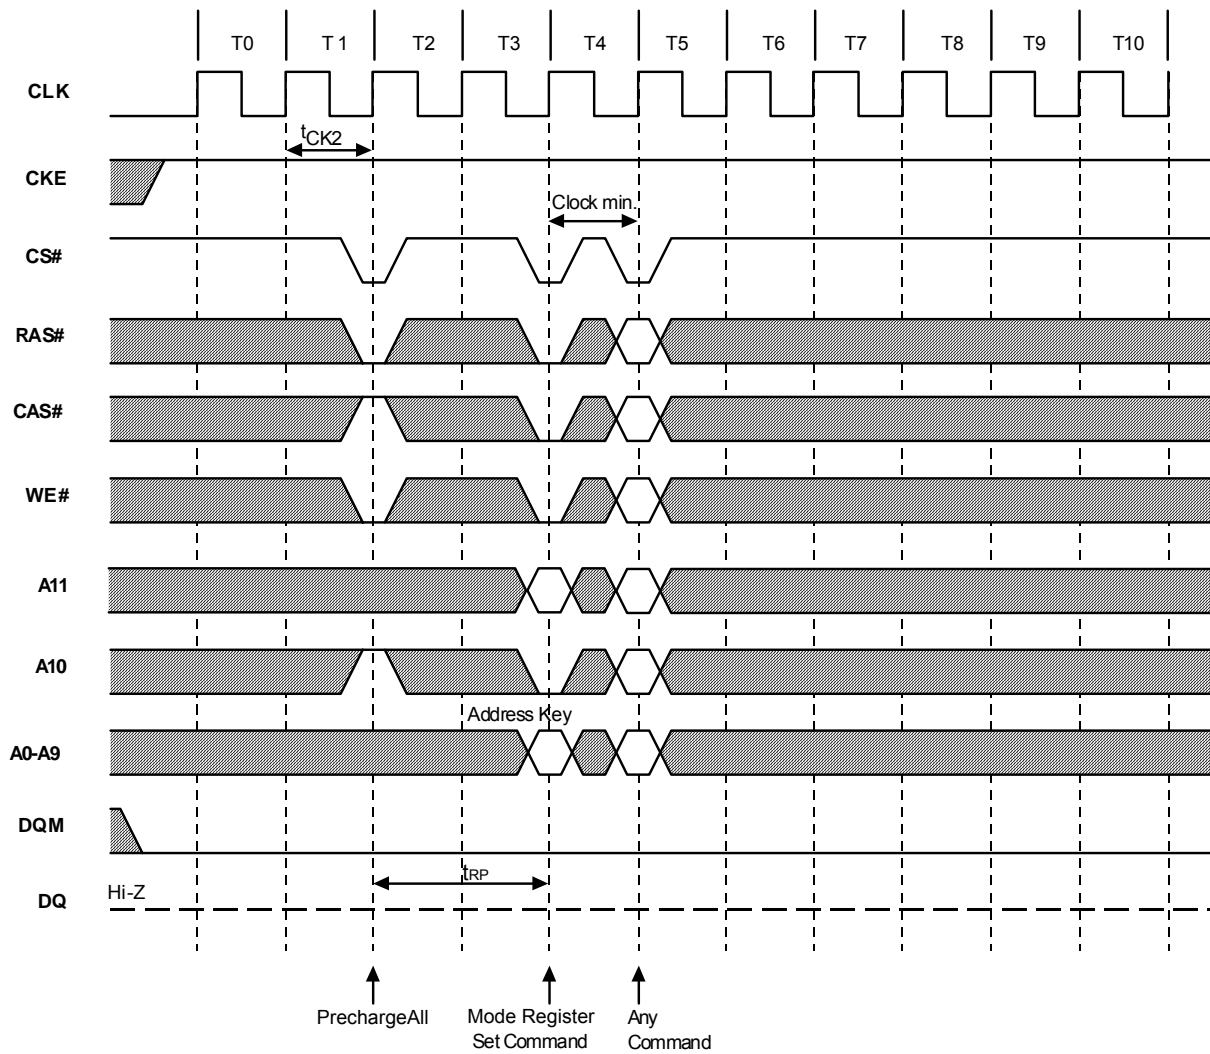 T0 T 1 T2 T3 T4 T5 T6 T7 T8 T9 T10
CLK
tCK2
CKE
Clock min.
CS#
RAS#
CAS#
WE#
A11
A10
Address Key
A0-A9
DQM
tRP
Hi-Z
DQ
PrechargeAll
Mode Register
Set Command
Any
Command